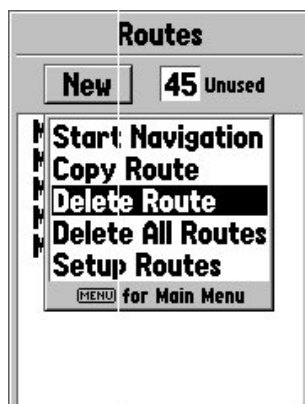 Routes
New 45 Unused
Start Navigation
Copy Route
Delete Route
Delete All Routes
Setup Routes
MENU for Main Menu